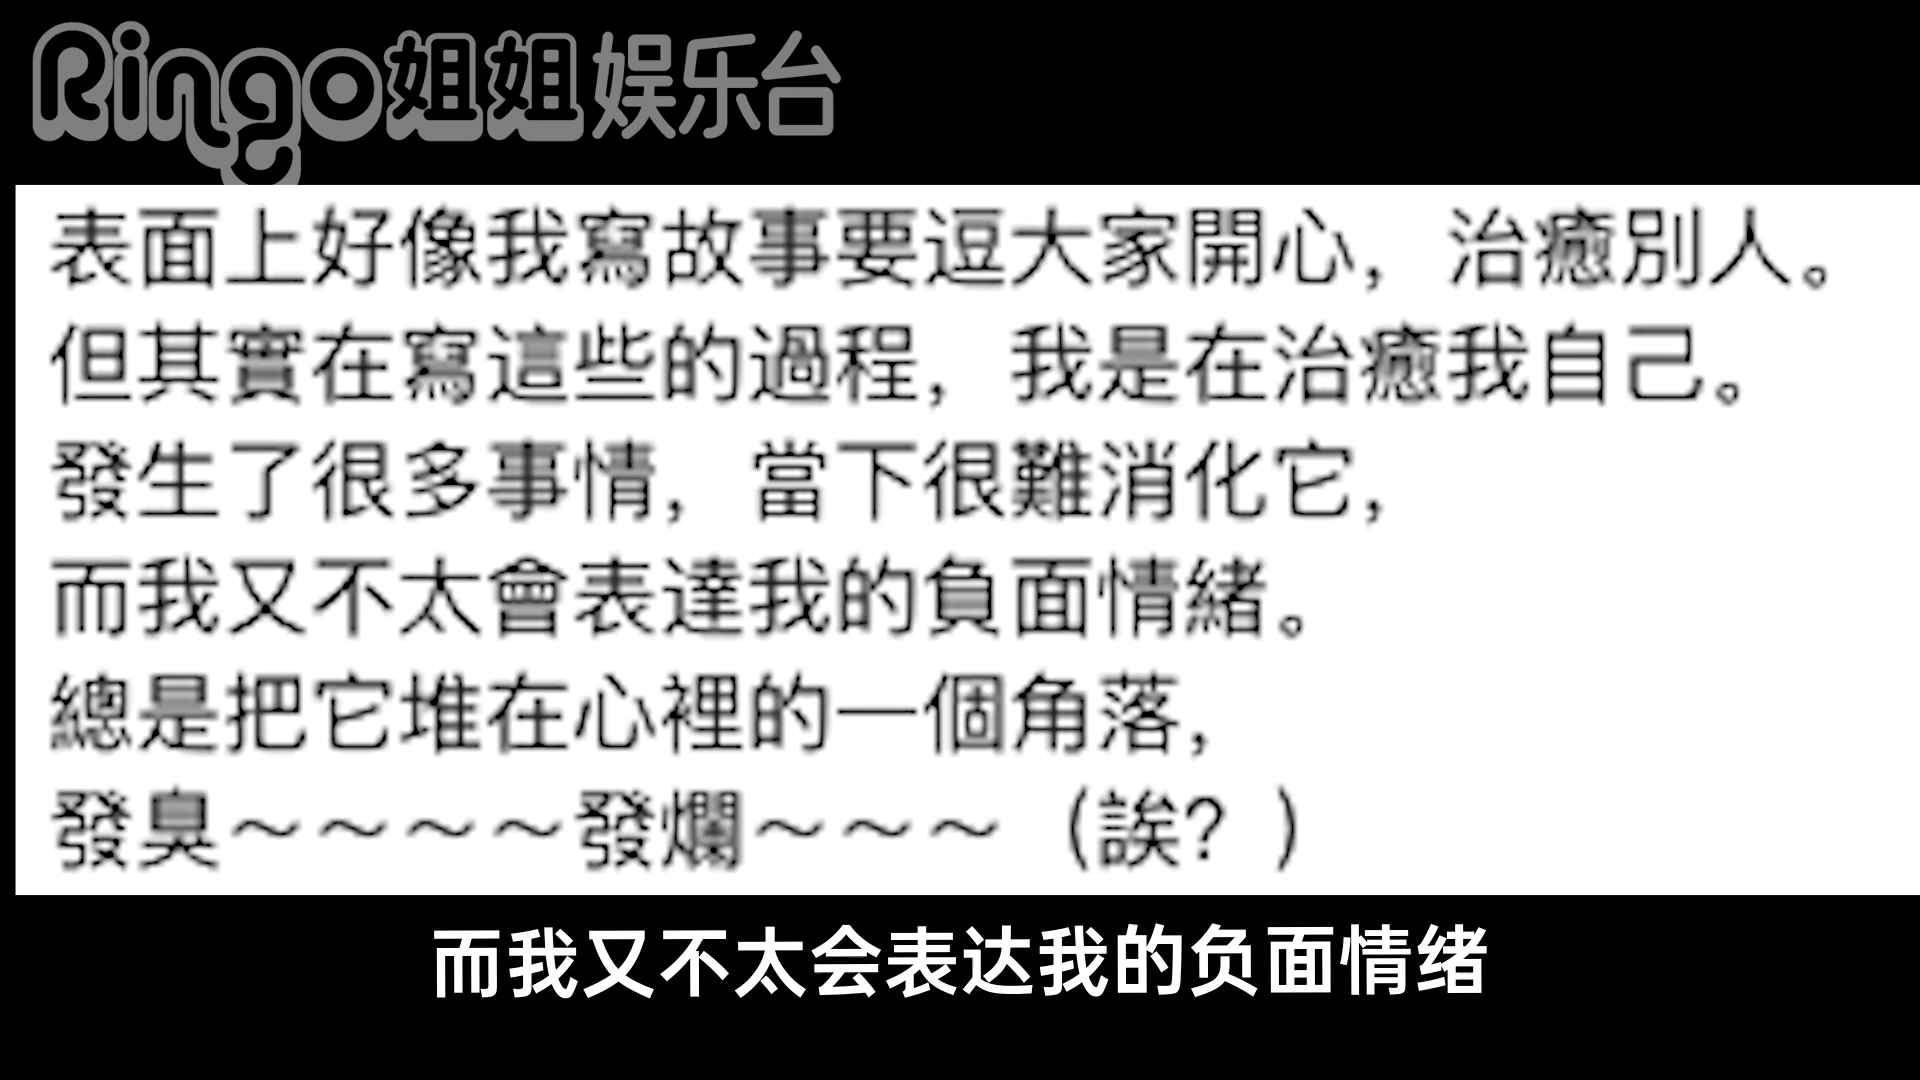 Ringo姐姐娱乐台
表面上好像我寫故事要逗大家開心，治癒別人。
但其實在寫這些的過程，我是在治癒我自己。
發生了很多事情，當下很難消化它，
而我又不太會表達我的負面情緒。
總是把它堆在心裡的一個角落，
發臭～～～～發爛～～～（誒？）
而我又不太会表达我的负面情绪